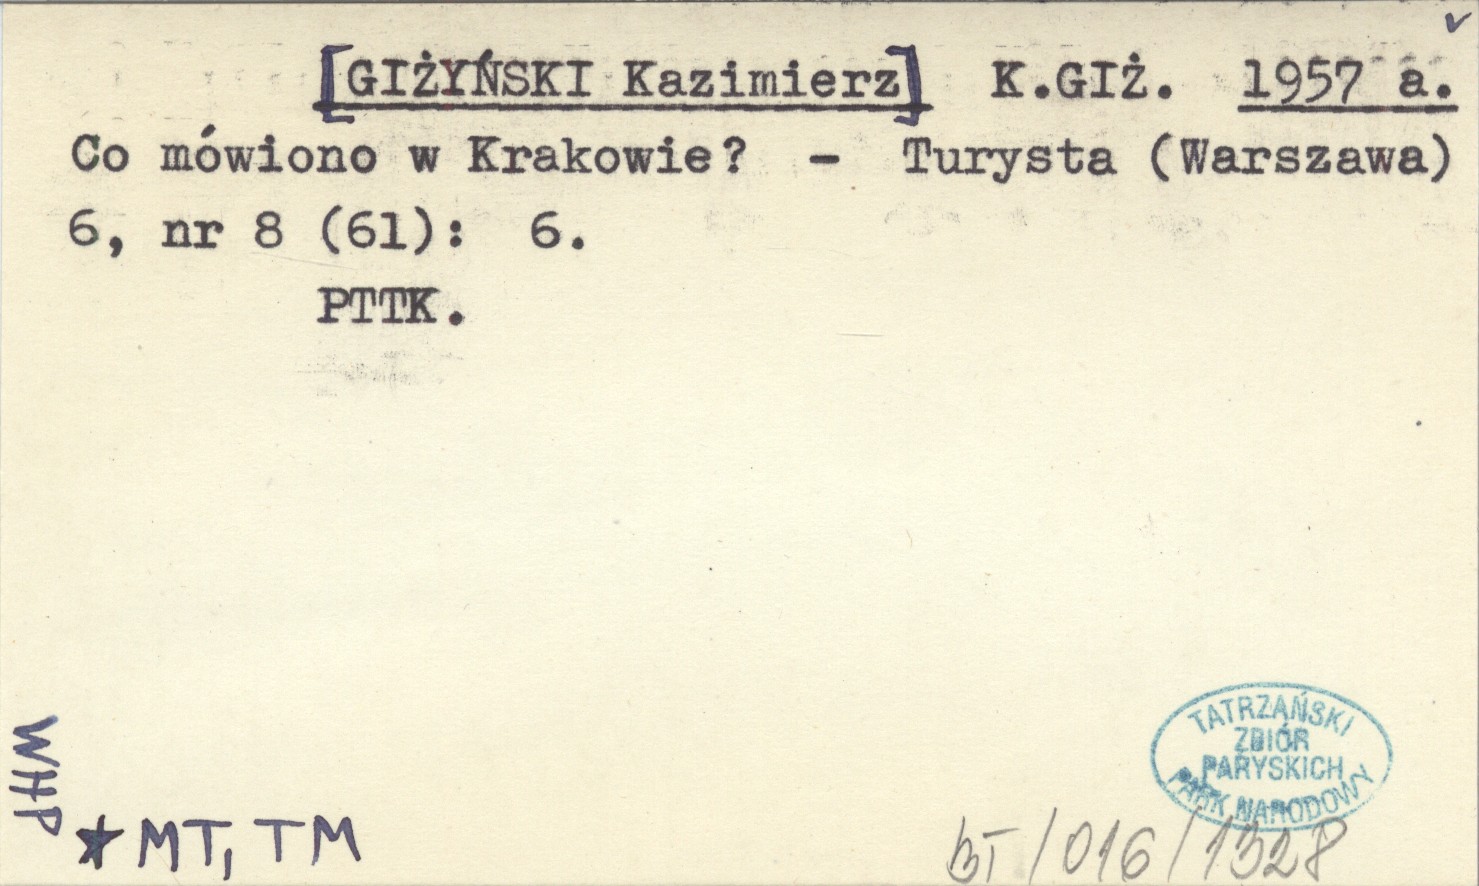 [GIŻYŃSKI Kazimierz] K.GIŻ. 1957 a.
Co mówiono w Krakowie? - Turysta (Warszawa)
6, nr 8 (61): 6.
PTTK.
TATRZAŃSKI
ZBIÓR
PARYSKICH
PARK NARODOWY
WHP
★ MT, TM
BT/016/1328